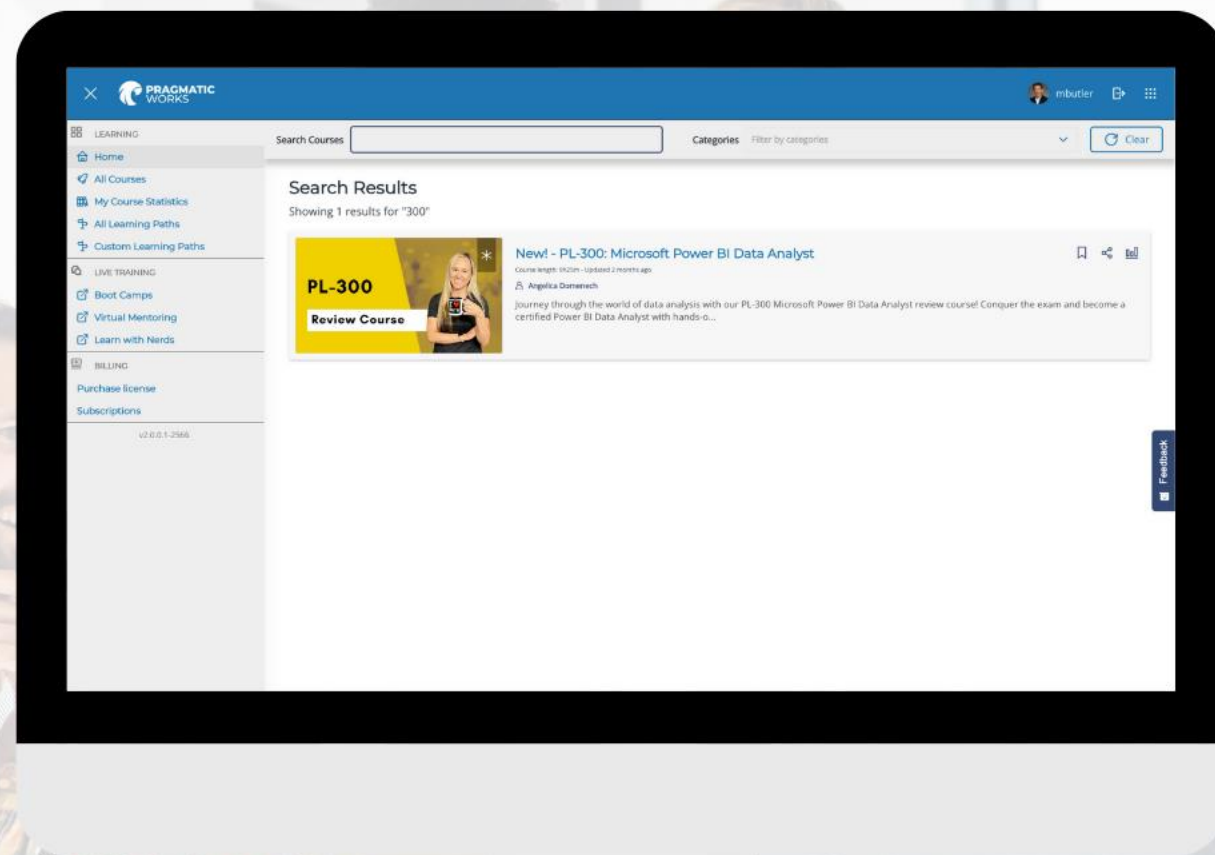 PRAGMATIC
WORKS
mbutler
LEARNING
Home
All Courses
My Course Statistics
All Learning Paths
Custom Learning Paths
LIVE TRAINING
Boot Camps
Virtual Mentoring
Learn with Nerds
BILLING
Purchase license
Subscriptions
Search Courses
Categories Filter by categories
Clear
Search Results
Showing 1 results for "300"
PL-300
Review Course
New! - PL-300: Microsoft Power BI Data Analyst
Updated 2 months ago
Angelica Domenech
Journey through the world of data analysis with our PL-300 Microsoft Power BI Data Analyst review course! Conquer the exam and become a
certified Power BI Data Analyst with hands-o...
Feedback